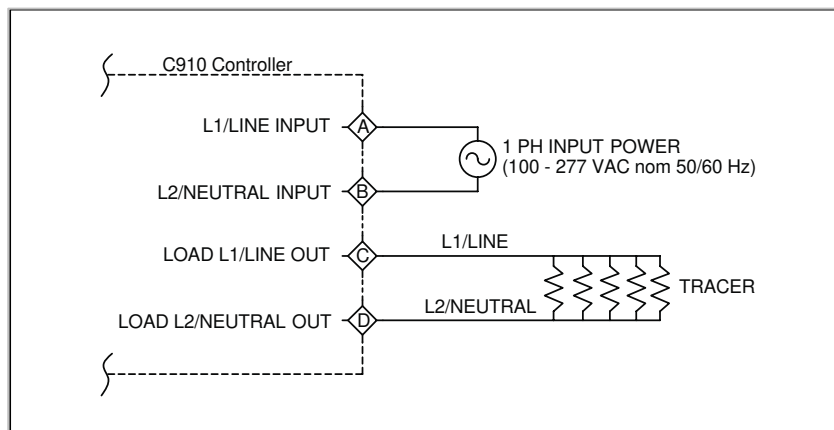 C910 Controller
L1/LINE INPUT
A
1 PH INPUT POWER
(100 - 277 VAC nom 50/60 Hz)
L2/NEUTRAL INPUT
B
LOAD L1/LINE OUT
C
L1/LINE
TRACER
LOAD L2/NEUTRAL OUT
D
L2/NEUTRAL